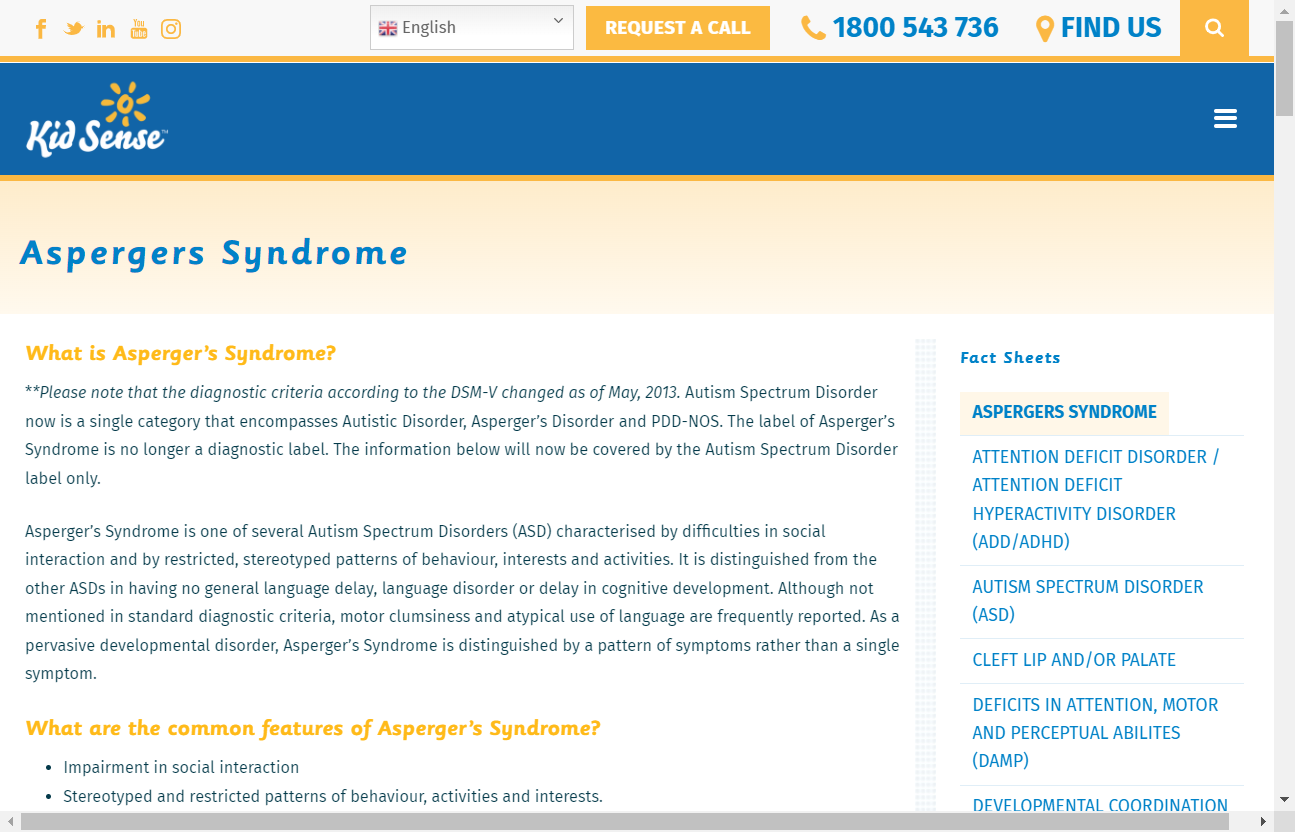 English
REQUEST A CALL
1800 543 736
FIND US
Kid Sense™
Aspergers Syndrome
What is Asperger’s Syndrome?
**Please note that the diagnostic criteria according to the DSM-V changed as of May, 2013. Autism Spectrum Disorder
now is a single category that encompasses Autistic Disorder, Asperger’s Disorder and PDD-NOS. The label of Asperger’s
Syndrome is no longer a diagnostic label. The information below will now be covered by the Autism Spectrum Disorder
label only.
Asperger’s Syndrome is one of several Autism Spectrum Disorders (ASD) characterised by difficulties in social
interaction and by restricted, stereotyped patterns of behaviour, interests and activities. It is distinguished from the
other ASDs in having no general language delay, language disorder or delay in cognitive development. Although not
mentioned in standard diagnostic criteria, motor clumsiness and atypical use of language are frequently reported. As a
pervasive developmental disorder, Asperger’s Syndrome is distinguished by a pattern of symptoms rather than a single
symptom.
What are the common features of Asperger’s Syndrome?
• Impairment in social interaction
• Stereotyped and restricted patterns of behaviour, activities and interests.
Fact Sheets
ASPERGERS SYNDROME
ATTENTION DEFICIT DISORDER /
ATTENTION DEFICIT
HYPERACTIVITY DISORDER
(ADD/ADHD)
AUTISM SPECTRUM DISORDER
(ASD)
CLEFT LIP AND/OR PALATE
DEFICITS IN ATTENTION, MOTOR
AND PERCEPTUAL ABILITES
(DAMP)
DEVELOPMENTAL COORDINATION